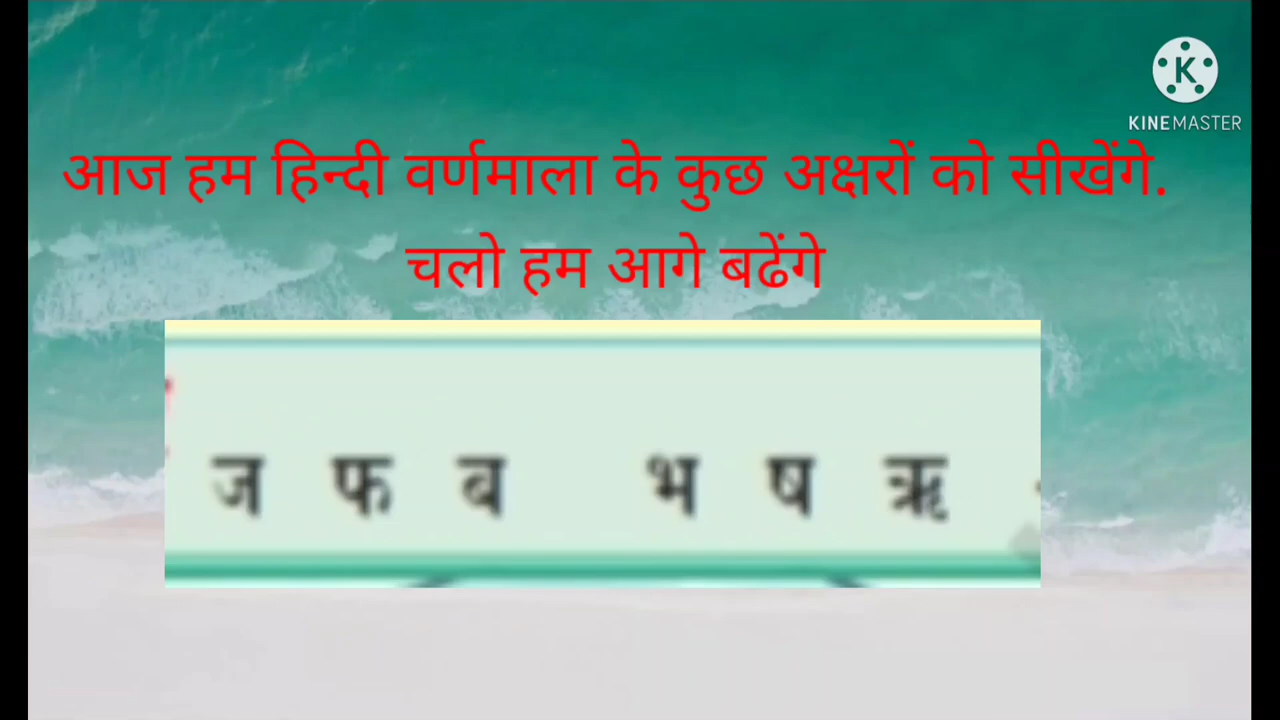 KINEMASTER
आज हम हिन्दी वर्णमाला के कुछ अक्षरों को सीखेंगे.
चलो हम आगे बढेंगे
ज फ ब भ ष ऋ